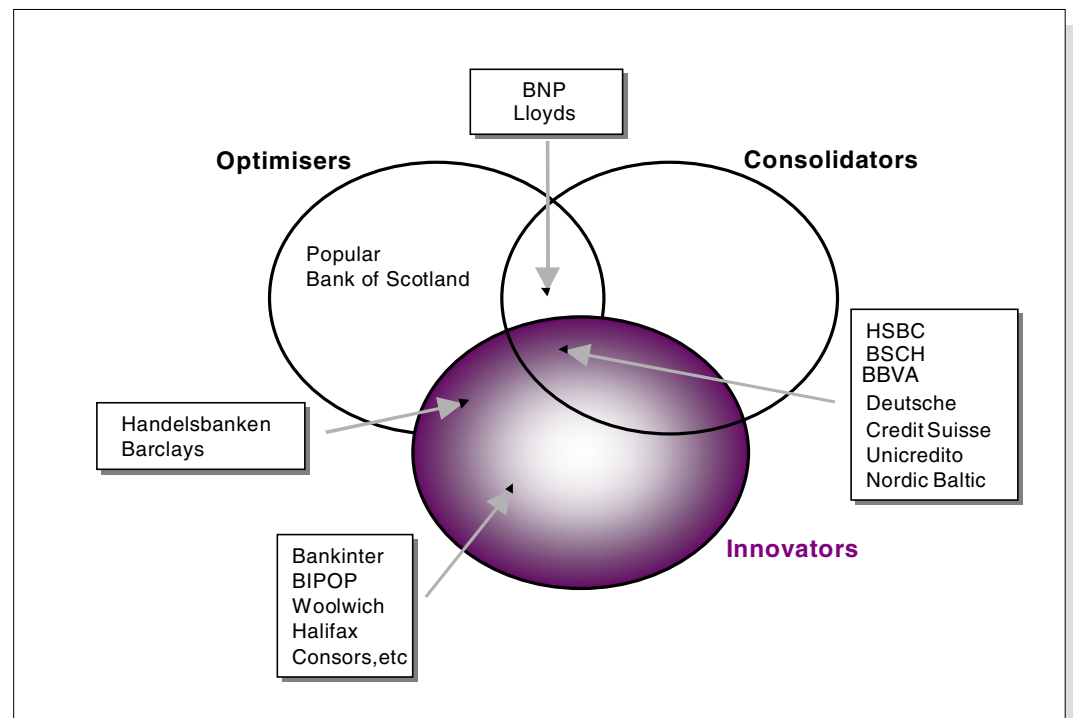 BNP
Lloyds
Optimisers
Consolidators
Popular
Bank of Scotland
HSBC
BSCH
BBVA
Deutsche
Credit Suisse
Unicredito
Nordic Baltic
Handelsbanken
Barclays
Innovators
Bankinter
BIPOP
Woolwich
Halifax
Consors,etc